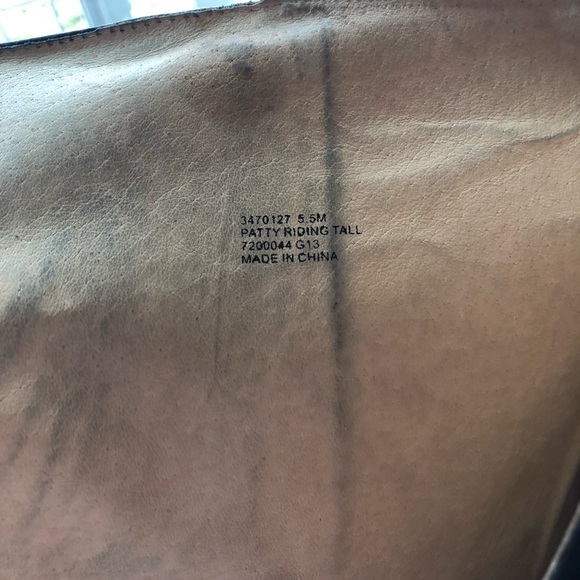 3470127 5.5M
PATTY RIDING TALL
7200044 G13
MADE IN CHINA